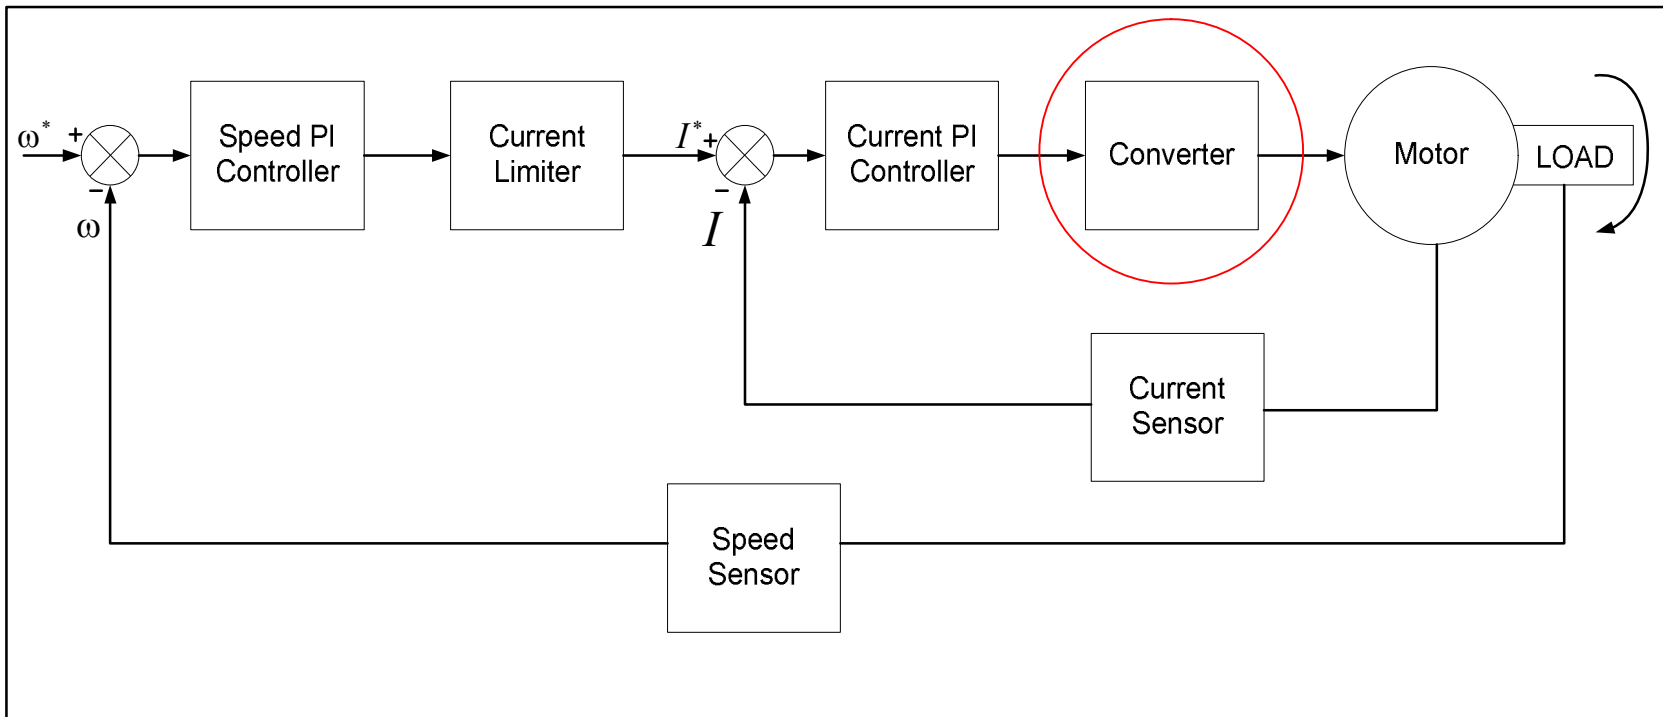 ω*
+
−
ω
Speed PI
Controller
Current
Limiter
I*
+
−
I
Current PI
Controller
Converter
Motor
LOAD
Current
Sensor
Speed
Sensor